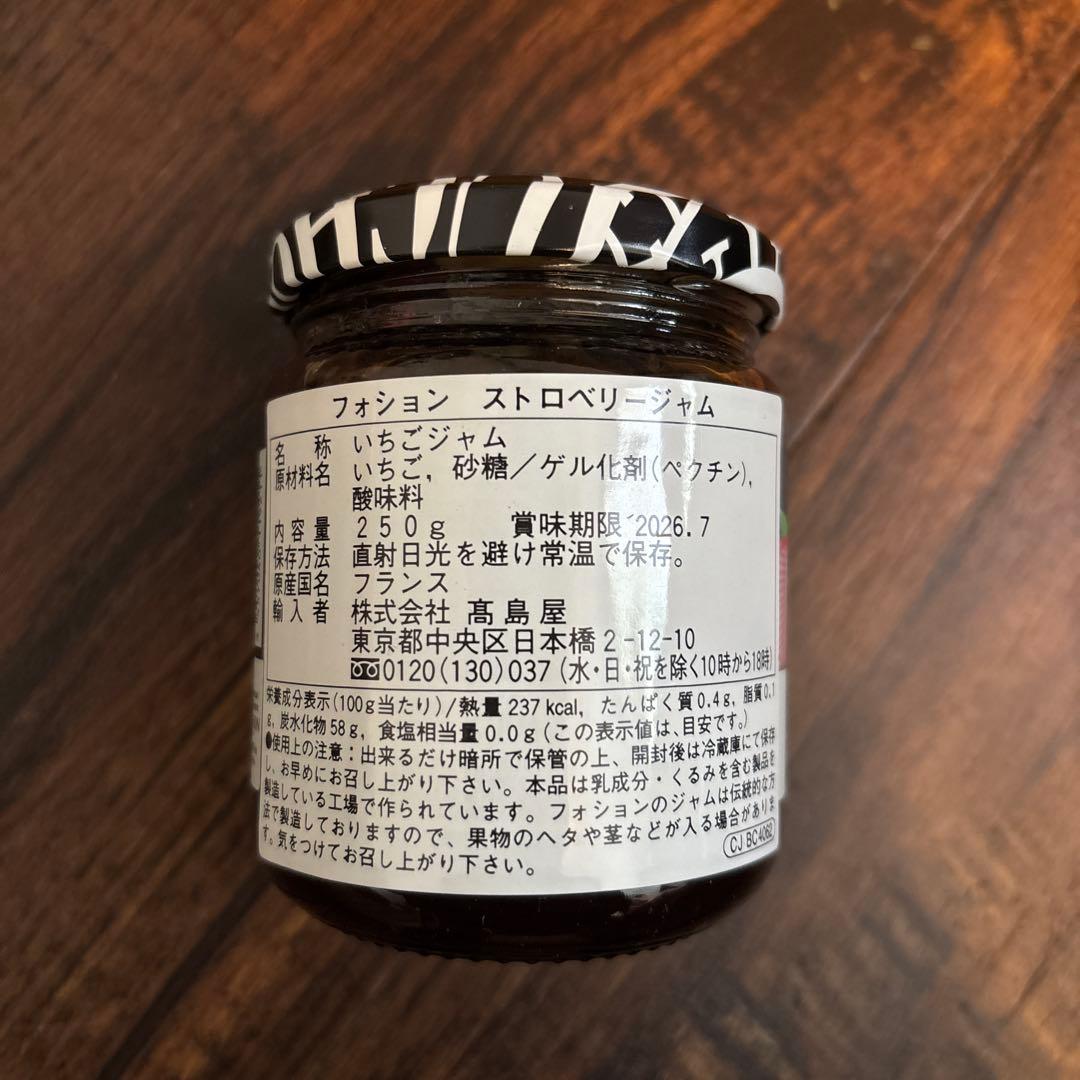 フォション ストロベリージャム
名称 いちごジャム
原材料名 いちご, 砂糖/ゲル化剤(ペクチン),
酸味料
内容量 250g 賞味期限 2026.7
保存方法 直射日光を避け常温で保存。
原産国名 フランス
輸入者 株式会社 髙島屋
東京都中央区日本橋2-12-10
0120(130)037 (水・日・祝を除く10時から18時)
栄養成分表示(100g当たり)/熱量237kcal, たんぱく質0.4g, 脂質0.1
g, 炭水化物58g, 食塩相当量0.0g(この表示値は、目安です。)
●使用上の注意:出来るだけ暗所で保管の上、開封後は冷蔵庫にて保存
し、お早めにお召し上がり下さい。本品は乳成分・くるみを含む製品を
製造している工場で作られています。フォションのジャムは伝統的な方
法で製造しておりますので、果物のヘタや茎などが入る場合がありま
す。気をつけてお召し上がり下さい。
CJ BC4062